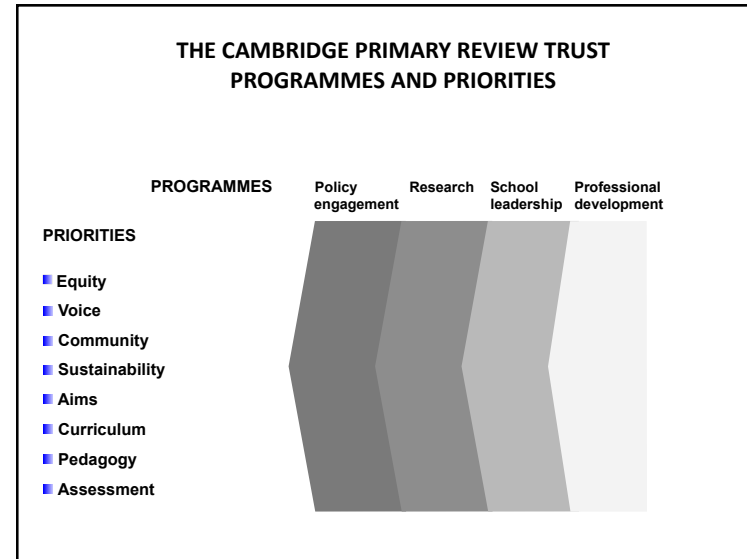 THE CAMBRIDGE PRIMARY REVIEW TRUST
PROGRAMMES AND PRIORITIES
PROGRAMMES
Policy
engagement
Research
School
leadership
Professional
development
PRIORITIES
Equity
Voice
Community
Sustainability
Aims
Curriculum
Pedagogy
Assessment